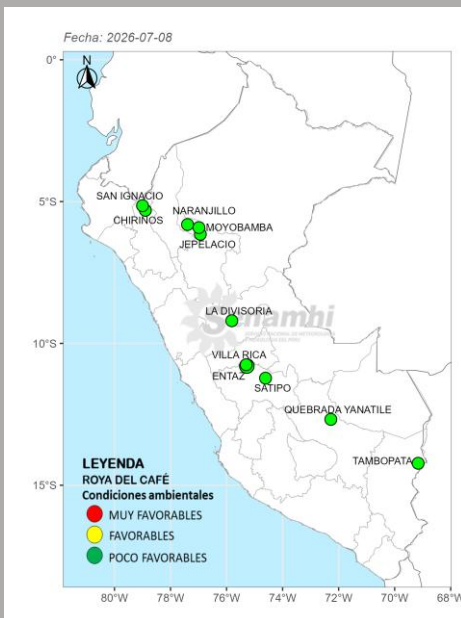 Fecha: 2026-07-08
N
0°
5°S
10°S
15°S
SAN IGNACIO
CHIRINOS
NARANJILLO
MOYOBAMBA
JEPELACIO
LA DIVISORIA
Senamhi
VILLA RICA
ENTAZ
SATIPO
QUEBRADA YANATILE
TAMBOPATA
LEYENDA
ROYA DEL CAFÉ
Condiciones ambientales
MUY FAVORABLES
FAVORABLES
POCO FAVORABLES
80°W 78°W 76°W 74°W 72°W 70°W 68°W